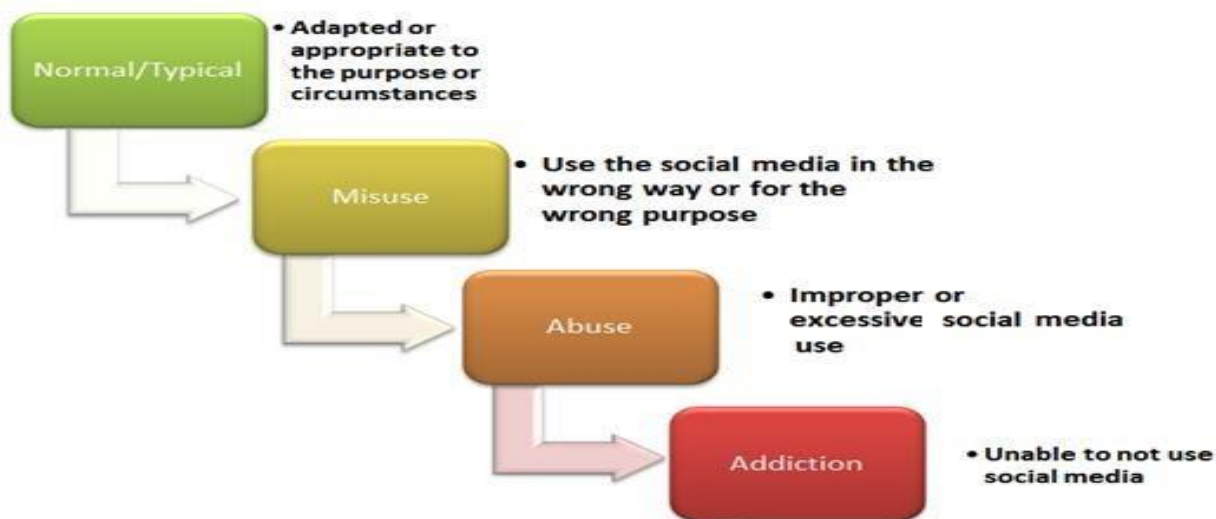 Normal/Typical
• Adapted or
appropriate to
the purpose or
circumstances
Misuse
• Use the social media in the
wrong way or for the
wrong purpose
Abuse
• Improper or
excessive social media
use
Addiction
• Unable to not use
social media